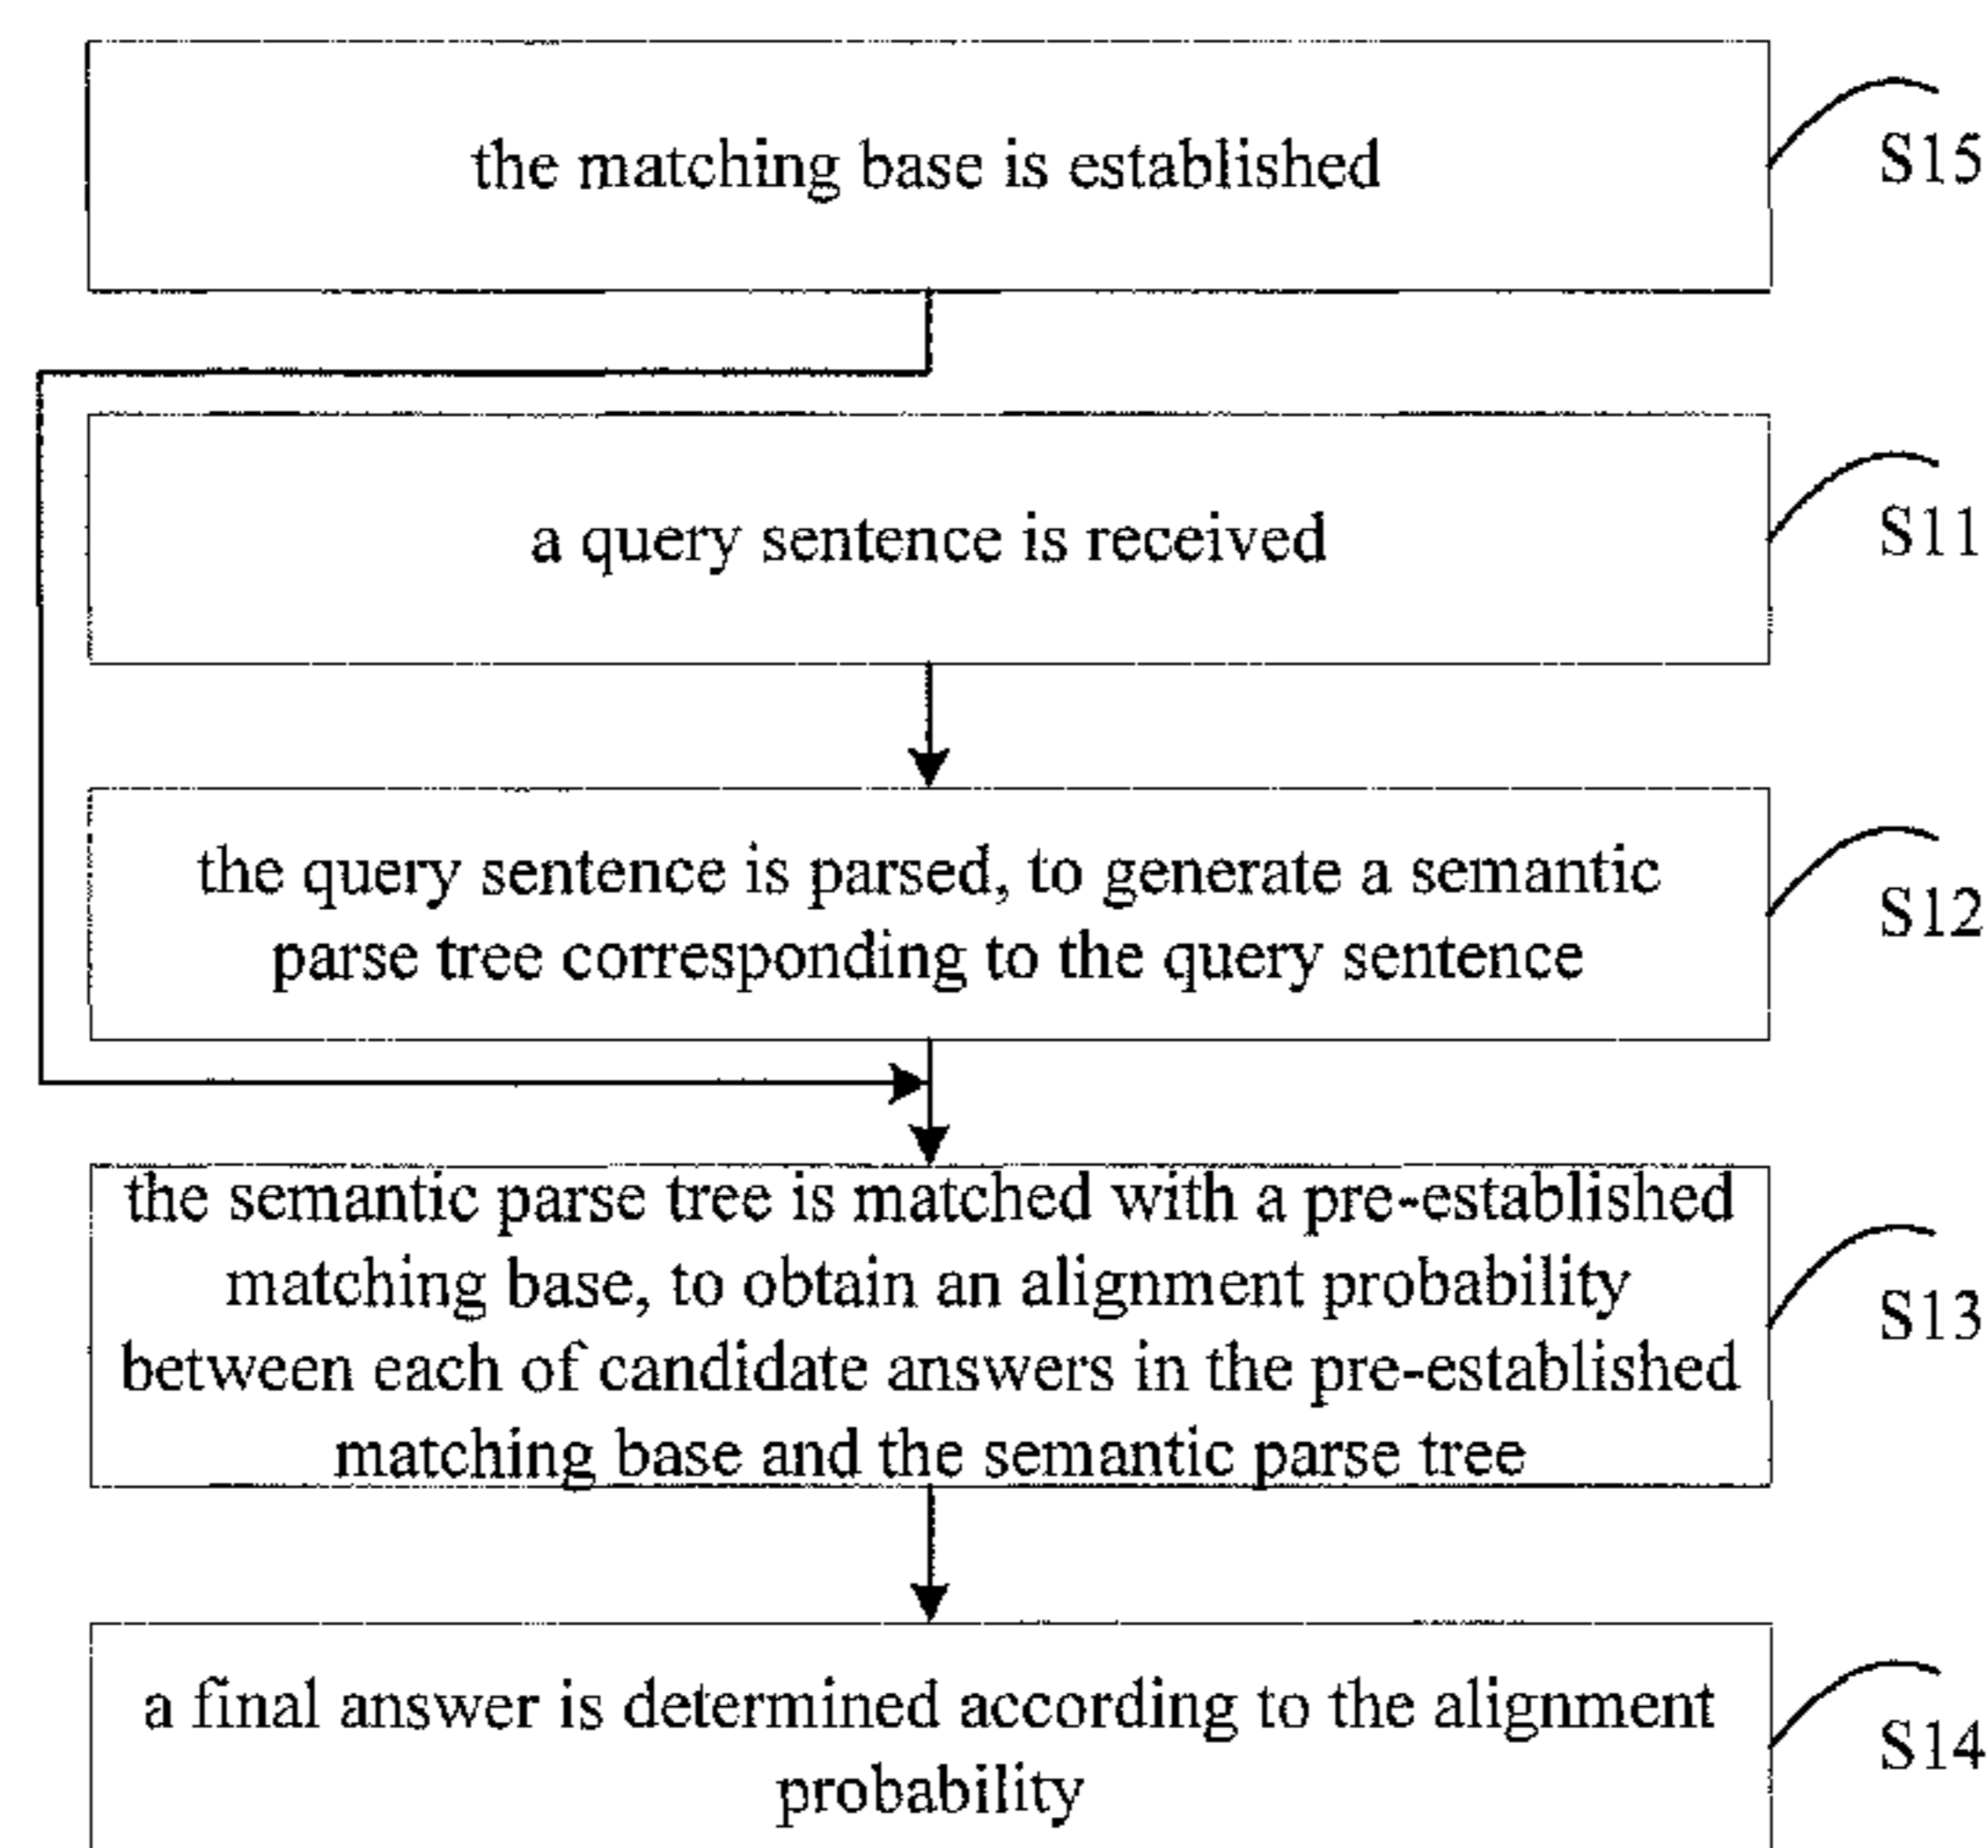 the matching base is established
S15
a query sentence is received
S11
the query sentence is parsed, to generate a semantic
parse tree corresponding to the query sentence
S12
the semantic parse tree is matched with a pre-established
matching base, to obtain an alignment probability
between each of candidate answers in the pre-established
matching base and the semantic parse tree
S13
a final answer is determined according to the alignment
probability
S14